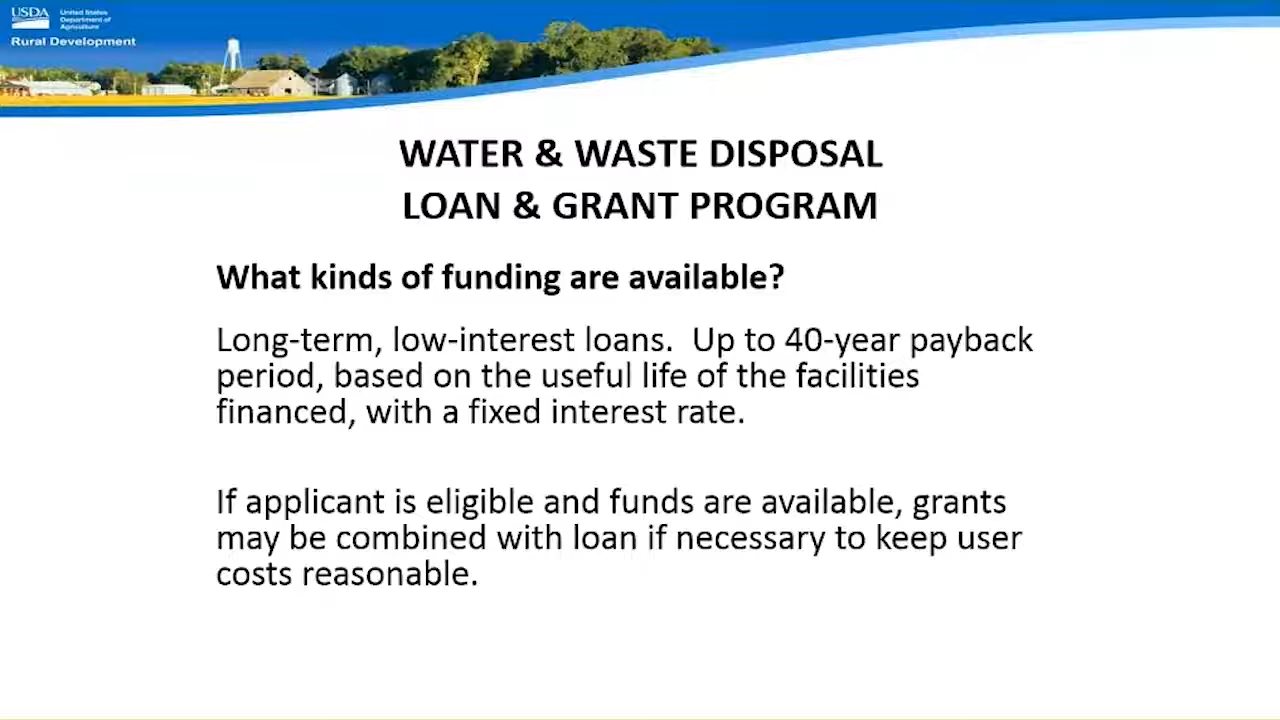 USDA
United States
Department of
Agriculture
Rural Development
WATER & WASTE DISPOSAL
LOAN & GRANT PROGRAM
What kinds of funding are available?
Long-term, low-interest loans.  Up to 40-year payback
period, based on the useful life of the facilities
financed, with a fixed interest rate.
If applicant is eligible and funds are available, grants
may be combined with loan if necessary to keep user
costs reasonable.